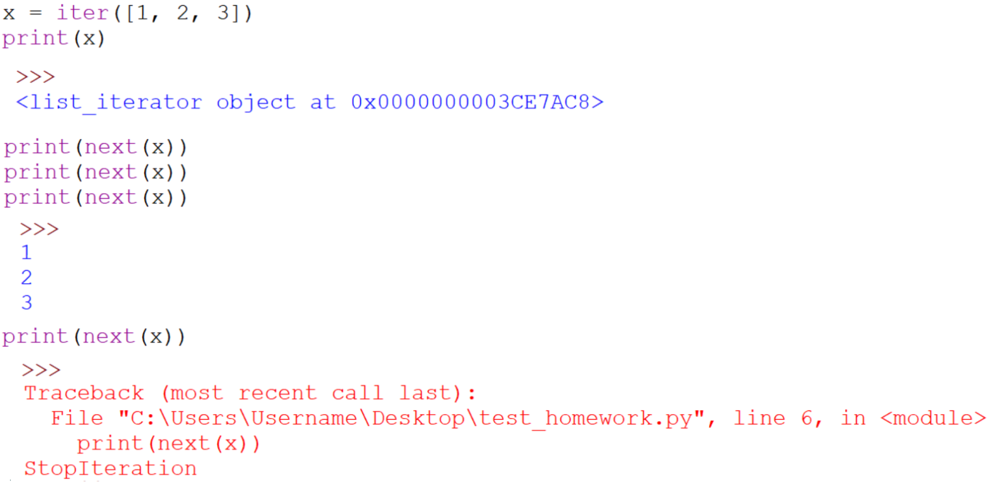 x = iter([1, 2, 3])
print(x)
>>>
<list_iterator object at 0x0000000003CE7AC8>
print(next(x))
print(next(x))
print(next(x))
>>>
1
2
3
print(next(x))
>>>
Traceback (most recent call last):
  File "C:\Users\Username\Desktop\test_homework.py", line 6, in <module>
    print(next(x))
StopIteration